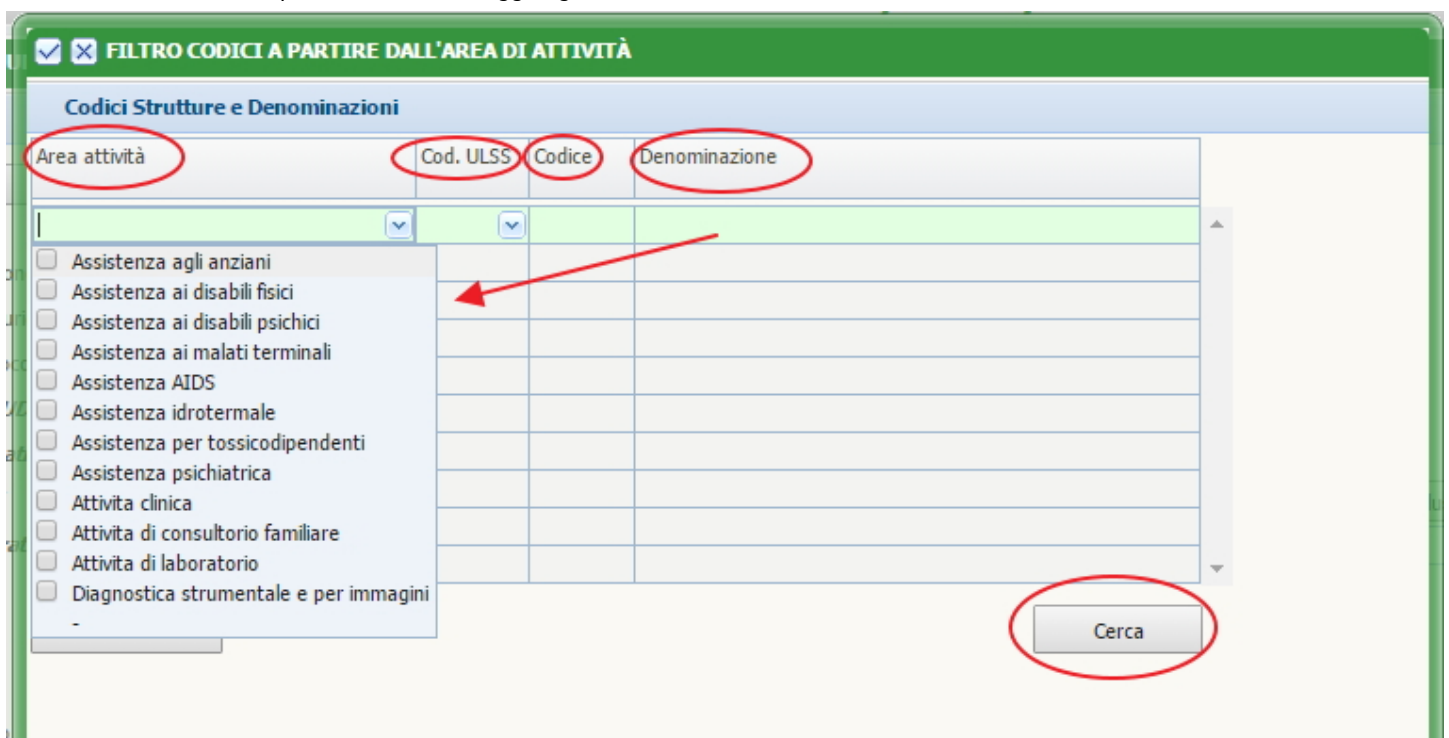 FILTRO CODICI A PARTIRE DALL'AREA DI ATTIVITÀ
Codici Strutture e Denominazioni
Area attività Cod. ULSS Codice Denominazione
Assistenza agli anziani
Assistenza ai disabili fisici
Assistenza ai disabili psichici
Assistenza ai malati terminali
Assistenza AIDS
Assistenza idrotermale
Assistenza per tossicodipendenti
Assistenza psichiatrica
Attivita clinica
Attivita di consultorio familiare
Attivita di laboratorio
Diagnostica strumentale e per immagini
-
Cerca